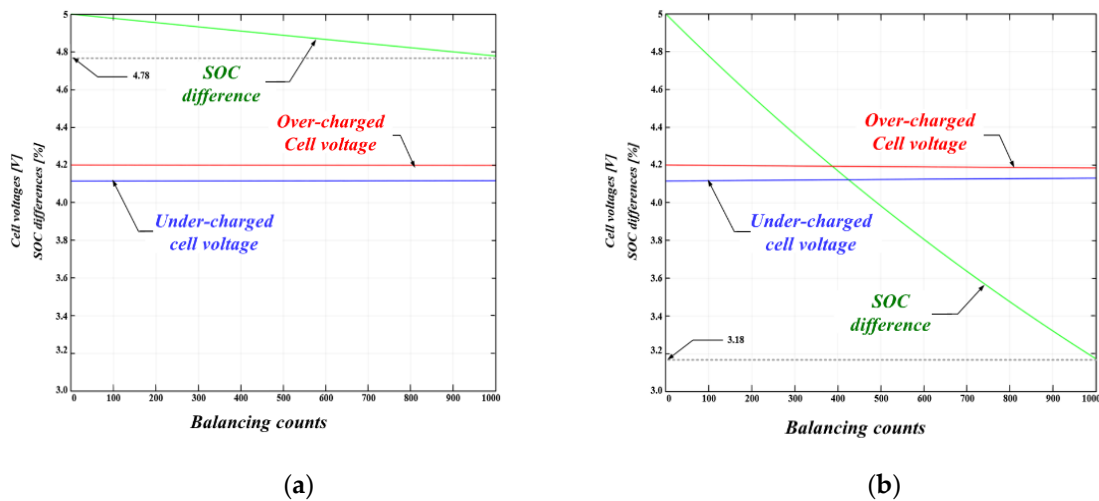 5
4.8
4.6
4.4
4.2
4.0
3.8
3.6
3.4
3.2
3.0
Cell voltages [V]
SOC differences [%]
4.78
SOC
difference
Over-charged
Cell voltage
Under-charged
cell voltage
0 100 200 300 400 500 600 700 800 900 1000
Balancing counts
(a)
5
4.8
4.6
4.4
4.2
4.0
3.8
3.6
3.4
3.2
3.0
Cell voltages [V]
SOC differences [%]
Over-charged
Cell voltage
Under-charged
cell voltage
SOC
difference
3.18
0 100 200 300 400 500 600 700 800 900 1000
Balancing counts
(b)